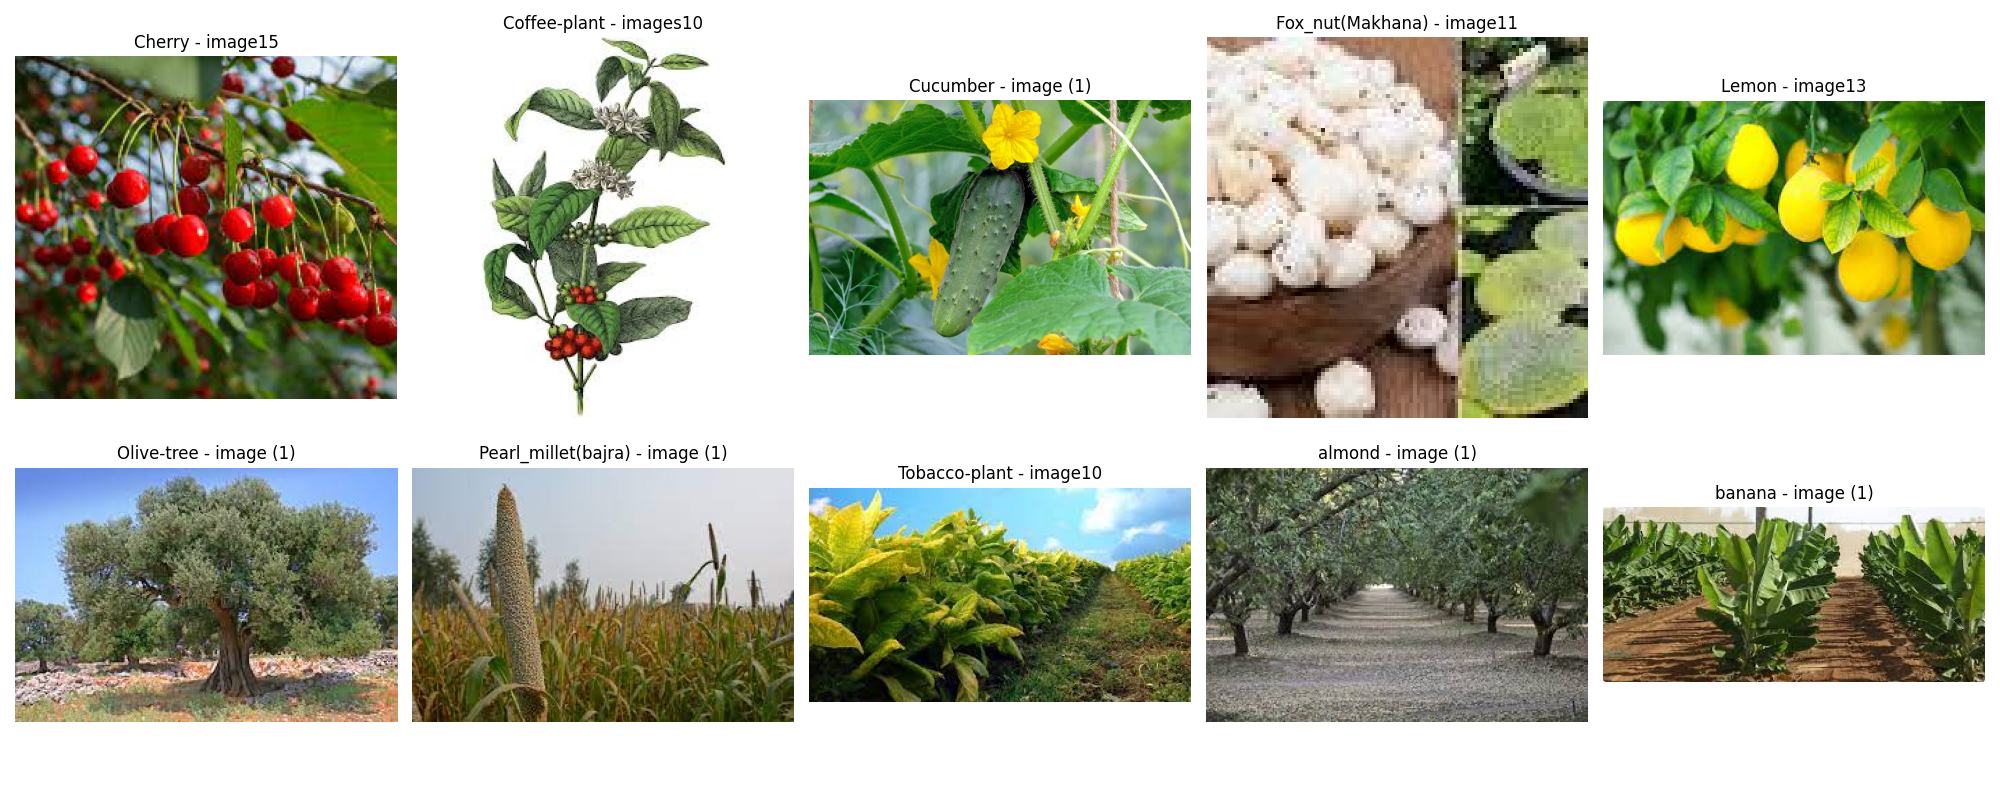 Cherry - image15
Coffee-plant - images10
Cucumber - image (1)
Fox_nut(Makhana) - image11
Lemon - image13
Olive-tree - image (1)
Pearl_millet(bajra) - image (1)
Tobacco-plant - image10
almond - image (1)
banana - image (1)